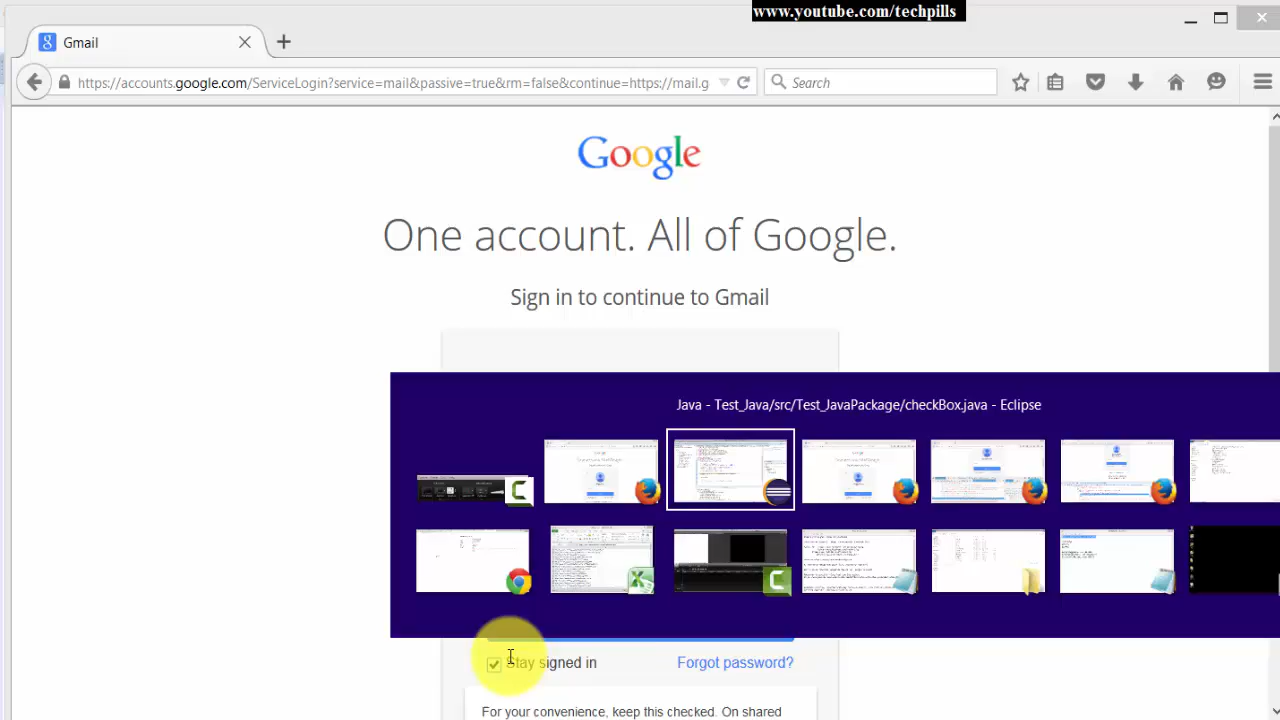 www.youtube.com/techpills
Gmail
https://accounts.google.com/ServiceLogin?service=mail&passive=true&rm=false&continue=https://mail.g
Search
Google
One account. All of Google.
Sign in to continue to Gmail
Java - Test_Java/src/Test_JavaPackage/checkBox.java - Eclipse
Stay signed in
Forgot password?
For your convenience, keep this checked. On shared